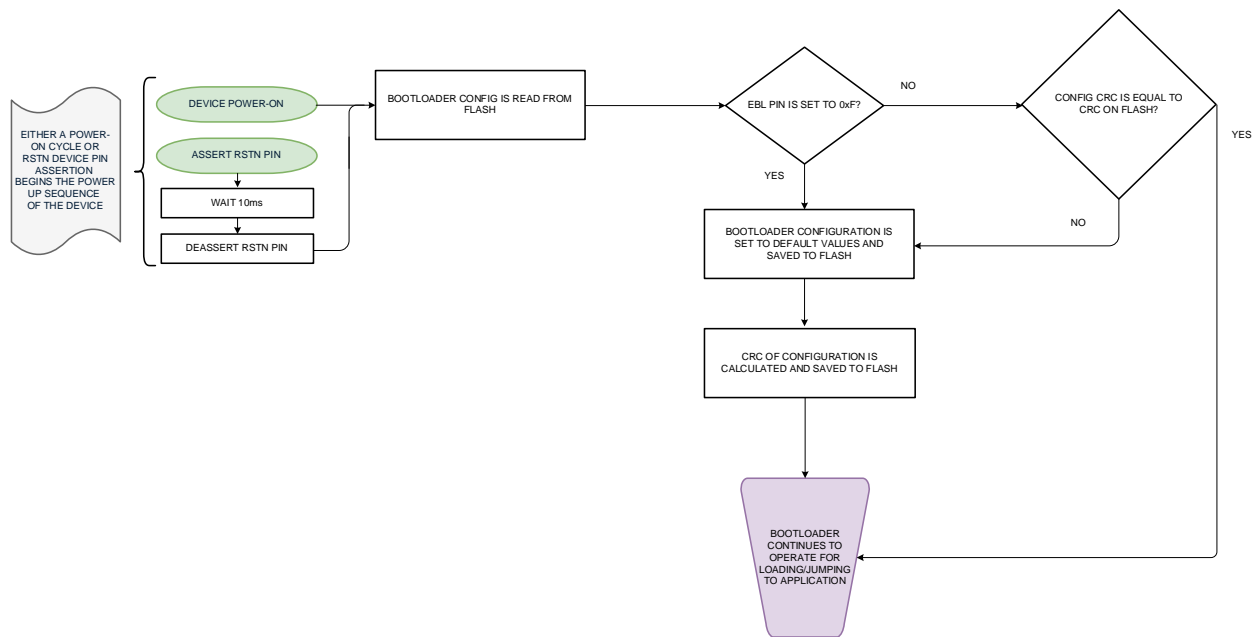 EITHER A POWER-
ON CYCLE OR
RSTN DEVICE PIN
ASSERTION
BEGINS THE POWER
UP SEQUENCE
OF THE DEVICE
DEVICE POWER-ON
ASSERT RSTN PIN
WAIT 10ms
DEASSERT RSTN PIN
BOOTLOADER CONFIG IS READ FROM
FLASH
EBL PIN IS SET TO 0xF?
NO
YES
CONFIG CRC IS EQUAL TO
CRC ON FLASH?
YES
NO
BOOTLOADER CONFIGURATION IS
SET TO DEFAULT VALUES AND
SAVED TO FLASH
CRC OF CONFIGURATION IS
CALCULATED AND SAVED TO FLASH
BOOTLOADER
CONTINUES TO
OPERATE FOR
LOADING/JUMPING
TO APPLICATION